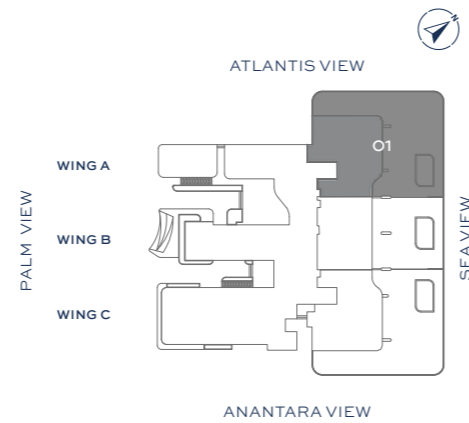 N
ATLANTIS VIEW
01
WING A
PALM VIEW
WING B
SEA VIEW
WING C
ANANTARA VIEW